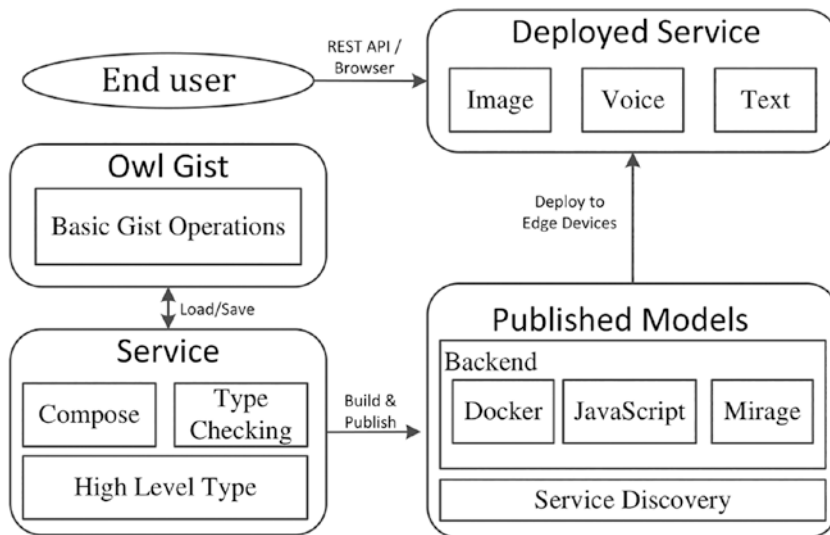 End user
REST API /
Browser
Deployed Service
Image
Voice
Text
Owl Gist
Basic Gist Operations
Load/Save
Service
Compose
Type
Checking
High Level Type
Build &
Publish
Deploy to
Edge Devices
Published Models
Backend
Docker
JavaScript
Mirage
Service Discovery